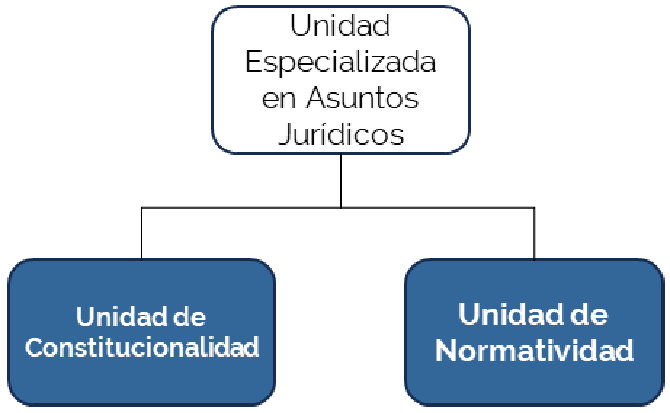 Unidad
Especializada
en Asuntos
Jurídicos
Unidad de
Constitucionalidad
Unidad de
Normatividad